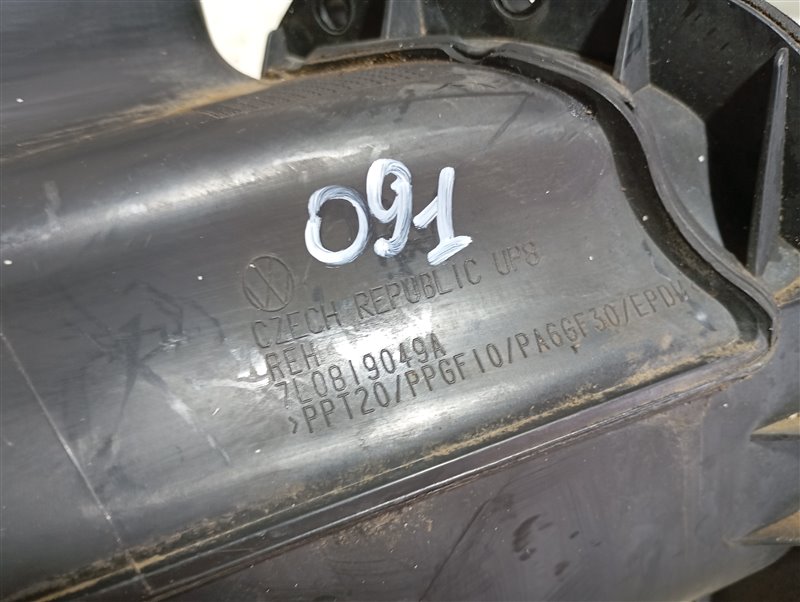 091
CZECH REPUBLIC UP8
REH
7L0819049A
>PPT20/PPGF10/PA6GF30/EPDM